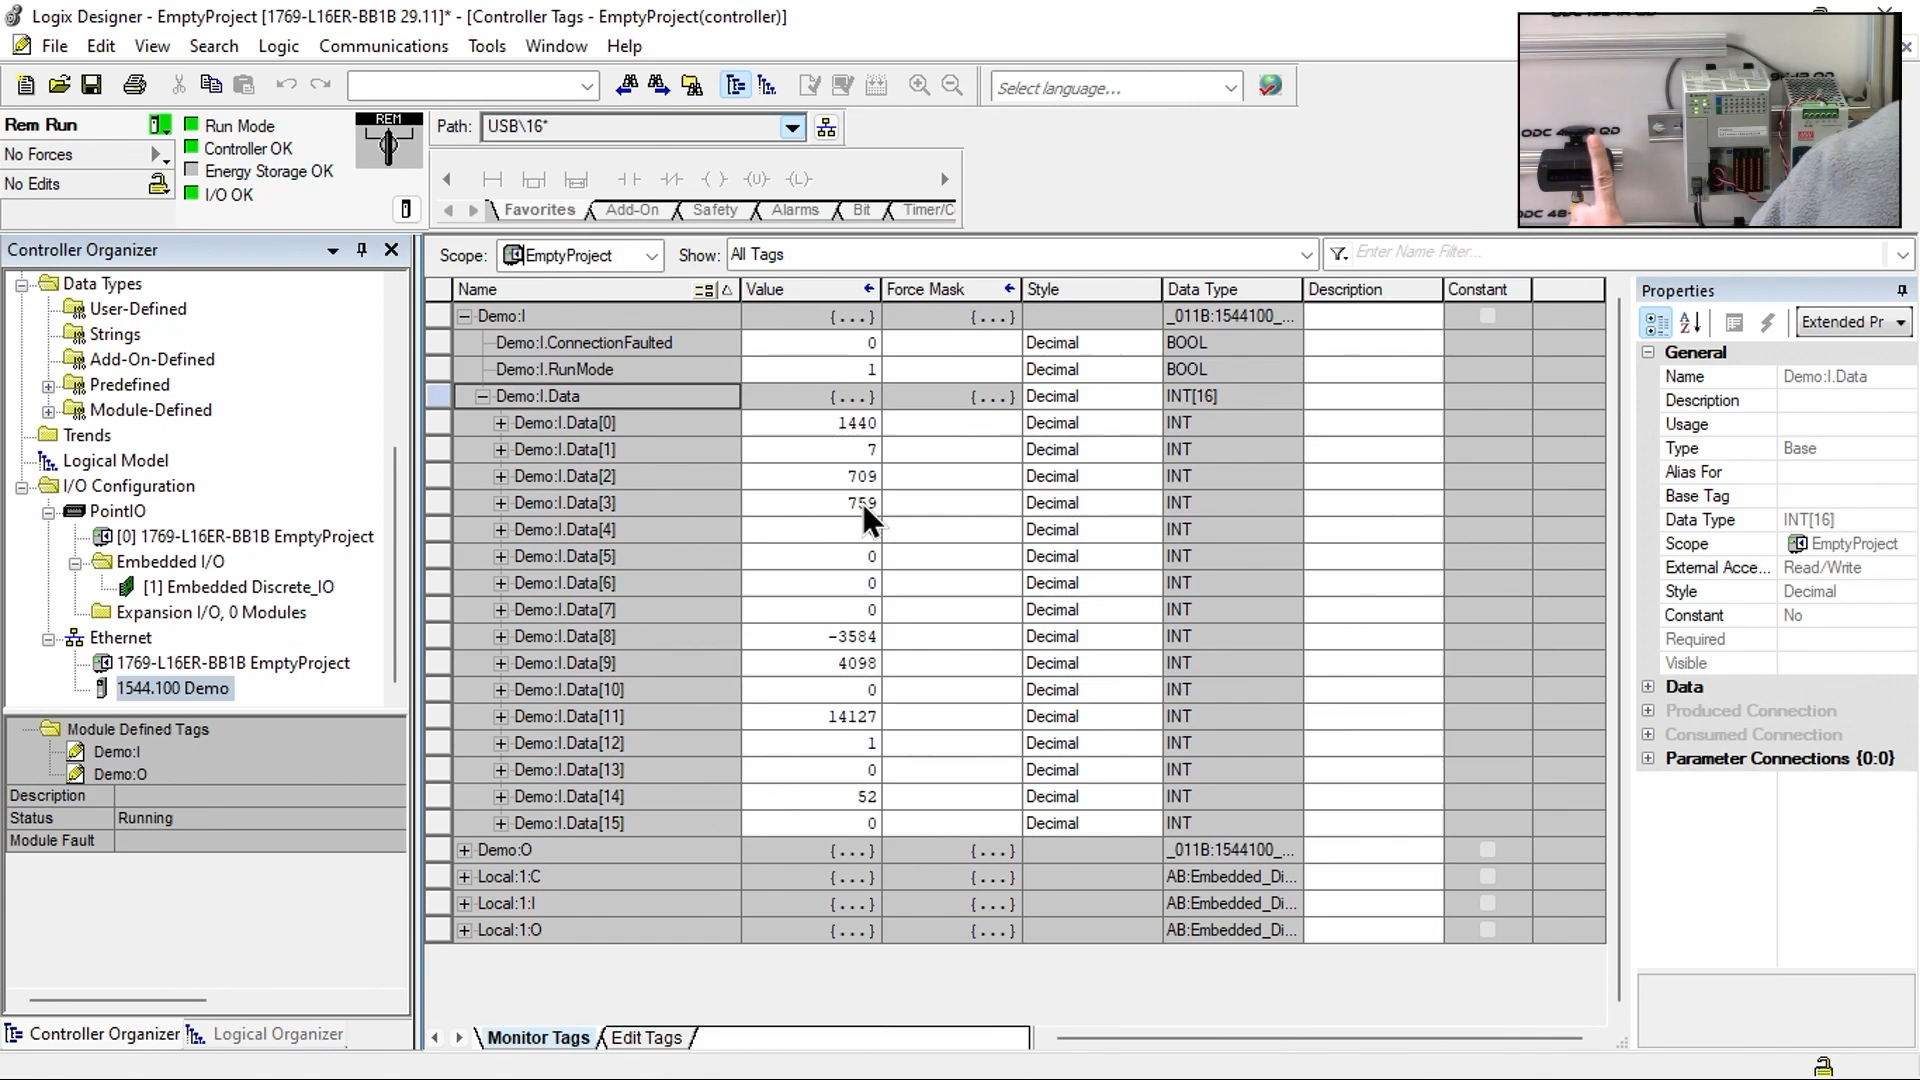 Logix Designer - EmptyProject [1769-L16ER-BB1B 29.11]* - [Controller Tags - EmptyProject(controller)]
File Edit View Search Logic Communications Tools Window Help
Select language...
Rem Run
No Forces
No Edits
Run Mode
Controller OK
Energy Storage OK
I/O OK
REM
Path: USB\16*
Favorites Add-On Safety Alarms Bit Timer/C
Controller Organizer
Data Types
User-Defined
Strings
Add-On-Defined
Predefined
Module-Defined
Trends
Logical Model
I/O Configuration
PointIO
[0] 1769-L16ER-BB1B EmptyProject
Embedded I/O
[1] Embedded Discrete_IO
Expansion I/O, 0 Modules
Ethernet
1769-L16ER-BB1B EmptyProject
1544.100 Demo
Module Defined Tags
Demo:I
Demo:O
Description
Status Running
Module Fault
Controller Organizer Logical Organizer
Scope: EmptyProject Show: All Tags Enter Name Filter...
Name Value Force Mask Style Data Type Description Constant
Demo:I {...} {...} _011B:1544100_...
Demo:I.ConnectionFaulted 0 Decimal BOOL
Demo:I.RunMode 1 Decimal BOOL
Demo:I.Data {...} {...} Decimal INT[16]
Demo:I.Data[0] 1440 Decimal INT
Demo:I.Data[1] 7 Decimal INT
Demo:I.Data[2] 709 Decimal INT
Demo:I.Data[3] 759 Decimal INT
Demo:I.Data[4] Decimal INT
Demo:I.Data[5] 0 Decimal INT
Demo:I.Data[6] 0 Decimal INT
Demo:I.Data[7] 0 Decimal INT
Demo:I.Data[8] -3584 Decimal INT
Demo:I.Data[9] 4098 Decimal INT
Demo:I.Data[10] 0 Decimal INT
Demo:I.Data[11] 14127 Decimal INT
Demo:I.Data[12] 1 Decimal INT
Demo:I.Data[13] 0 Decimal INT
Demo:I.Data[14] 52 Decimal INT
Demo:I.Data[15] 0 Decimal INT
Demo:O {...} {...} _011B:1544100_...
Local:1:C {...} {...} AB:Embedded_Di...
Local:1:I {...} {...} AB:Embedded_Di...
Local:1:O {...} {...} AB:Embedded_Di...
Monitor Tags Edit Tags
Properties
Extended Pr
General
Name Demo:I.Data
Description
Usage
Type Base
Alias For
Base Tag
Data Type INT[16]
Scope EmptyProject
External Acce... Read/Write
Style Decimal
Constant No
Required
Visible
Data
Produced Connection
Consumed Connection
Parameter Connections {0:0}